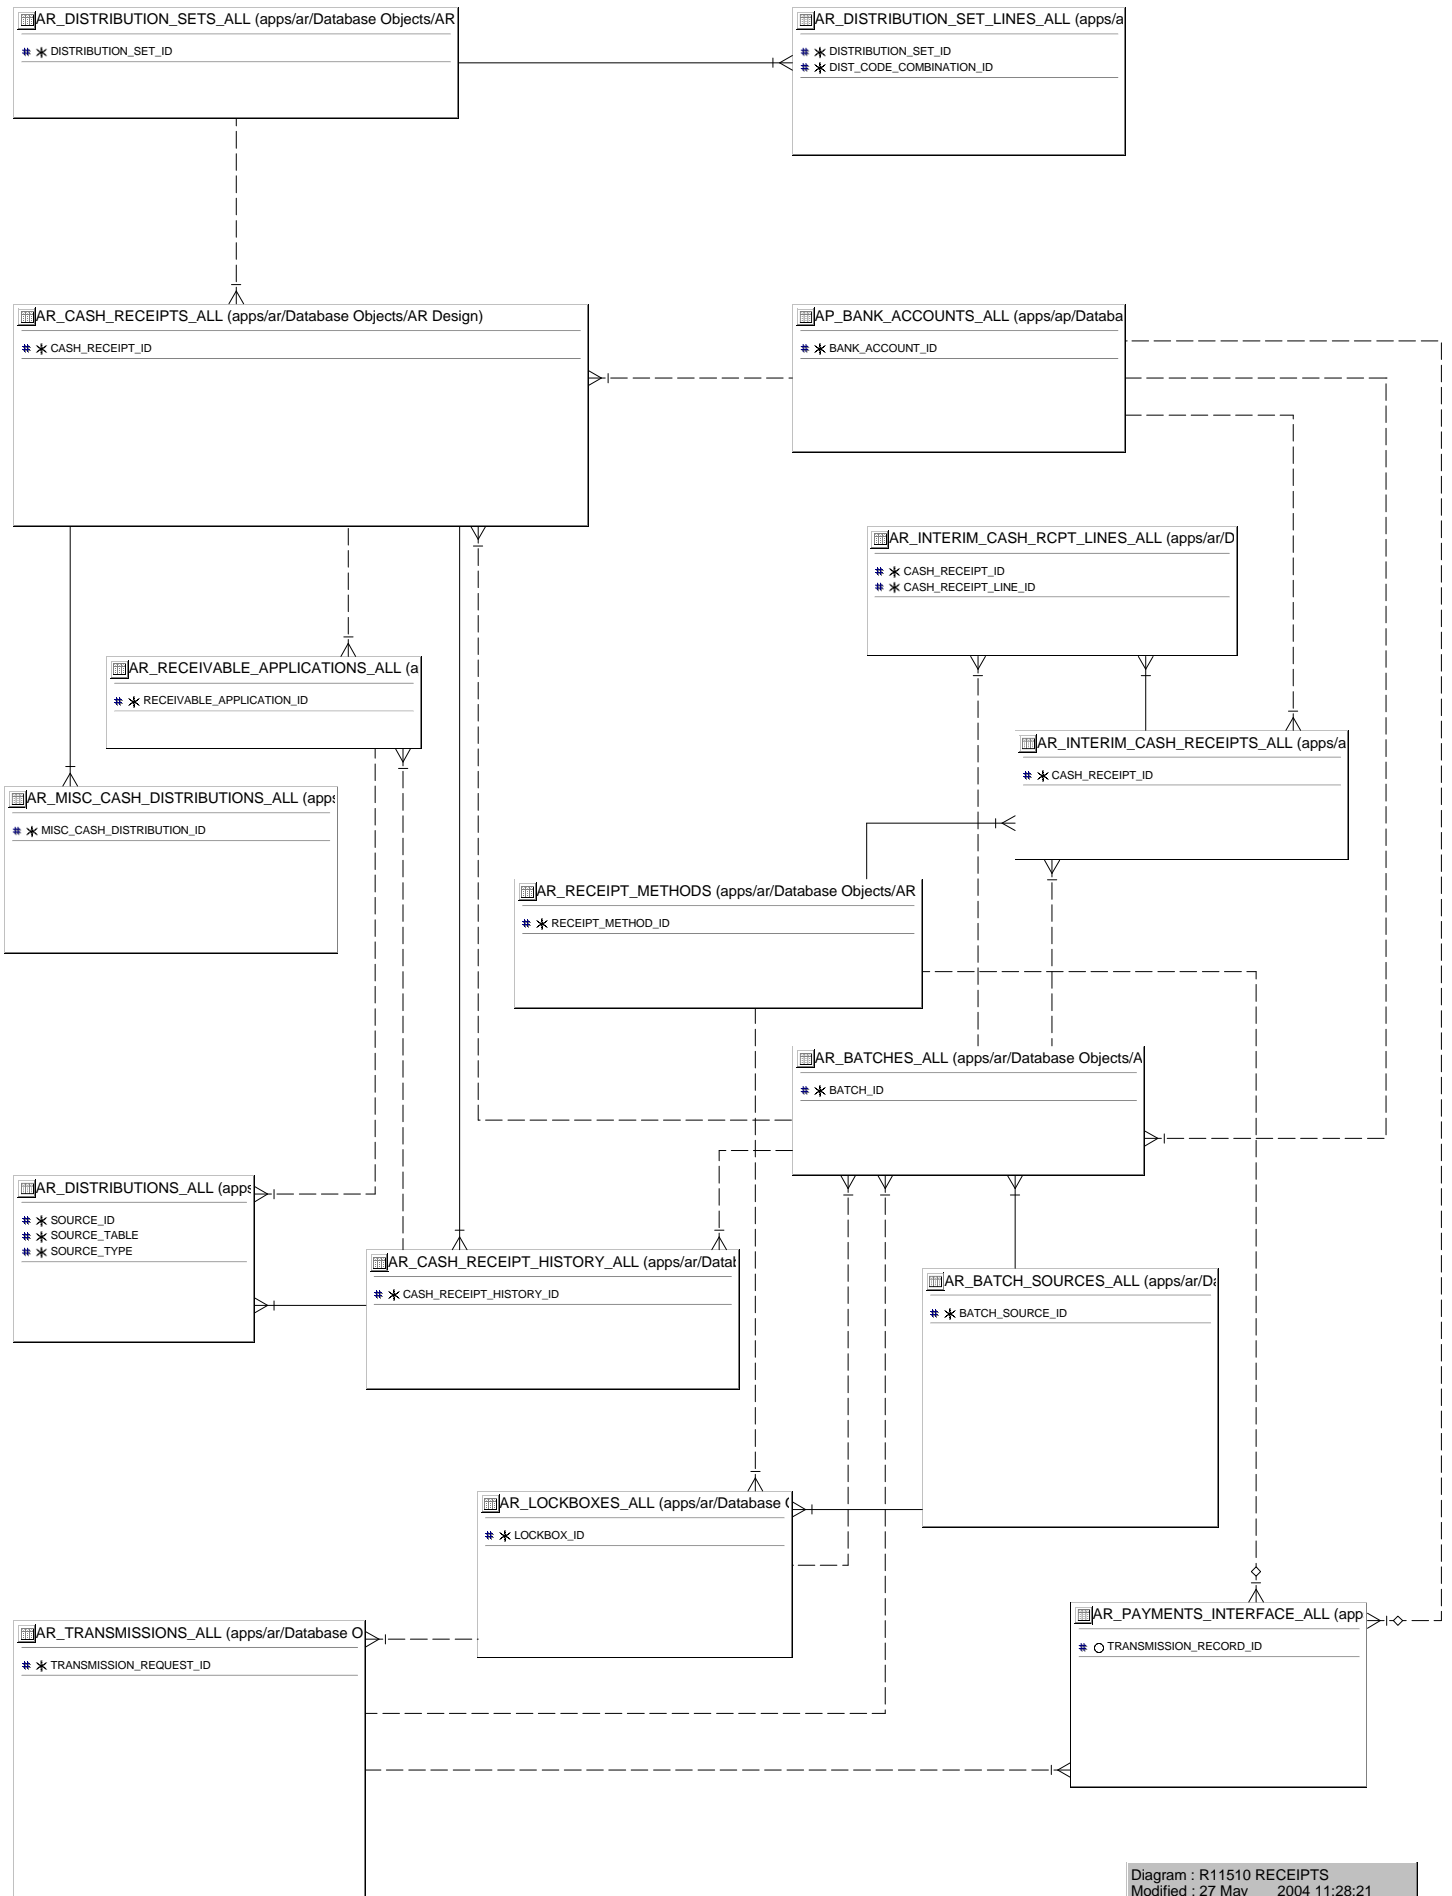 AR_DISTRIBUTION_SETS_ALL (apps/ar/Database Objects/AR
# * DISTRIBUTION_SET_ID
AR_DISTRIBUTION_SET_LINES_ALL (apps/a
# * DISTRIBUTION_SET_ID
# * DIST_CODE_COMBINATION_ID
AR_CASH_RECEIPTS_ALL (apps/ar/Database Objects/AR Design)
# * CASH_RECEIPT_ID
AP_BANK_ACCOUNTS_ALL (apps/ap/Databa
# * BANK_ACCOUNT_ID
AR_INTERIM_CASH_RCPT_LINES_ALL (apps/ar/D
# * CASH_RECEIPT_ID
# * CASH_RECEIPT_LINE_ID
AR_RECEIVABLE_APPLICATIONS_ALL (a
# * RECEIVABLE_APPLICATION_ID
AR_INTERIM_CASH_RECEIPTS_ALL (apps/a
# * CASH_RECEIPT_ID
AR_MISC_CASH_DISTRIBUTIONS_ALL (apps
# * MISC_CASH_DISTRIBUTION_ID
AR_RECEIPT_METHODS (apps/ar/Database Objects/AR
# * RECEIPT_METHOD_ID
AR_BATCHES_ALL (apps/ar/Database Objects/A
# * BATCH_ID
AR_DISTRIBUTIONS_ALL (apps
# * SOURCE_ID
# * SOURCE_TABLE
# * SOURCE_TYPE
AR_CASH_RECEIPT_HISTORY_ALL (apps/ar/Datab
# * CASH_RECEIPT_HISTORY_ID
AR_BATCH_SOURCES_ALL (apps/ar/Da
# * BATCH_SOURCE_ID
AR_LOCKBOXES_ALL (apps/ar/Database
# * LOCKBOX_ID
AR_PAYMENTS_INTERFACE_ALL (app
# O TRANSMISSION_RECORD_ID
AR_TRANSMISSIONS_ALL (apps/ar/Database O
# * TRANSMISSION_REQUEST_ID
Diagram : R11510 RECEIPTS
Modified : 27 May 2004 11:28:21